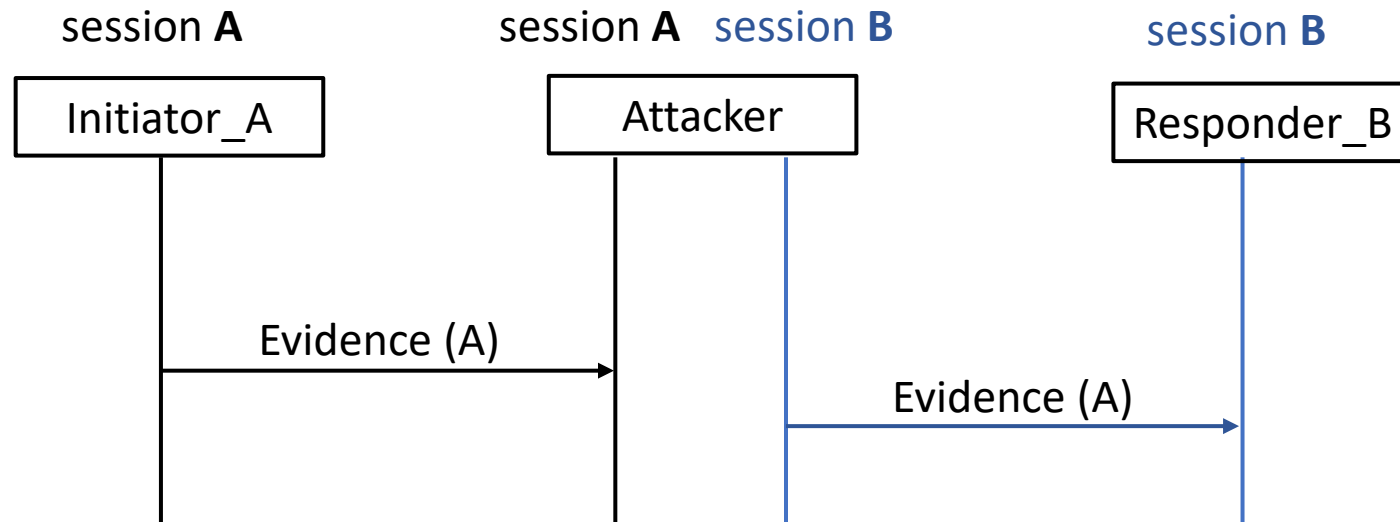 session A
session A
session B
session B
Initiator_A
Attacker
Responder_B
Evidence (A)
Evidence (A)